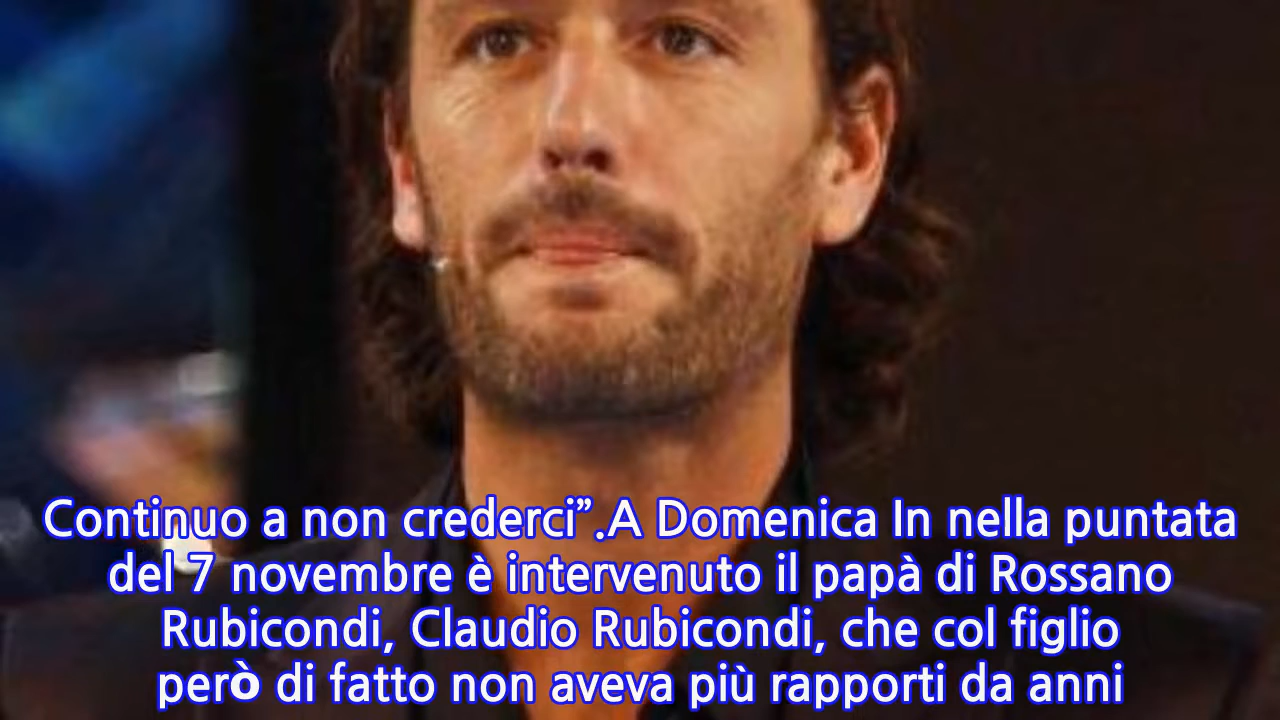 Continuo a non crederci”.A Domenica In nella puntata
del 7 novembre è intervenuto il papà di Rossano
Rubicondi, Claudio Rubicondi, che col figlio
però di fatto non aveva più rapporti da anni